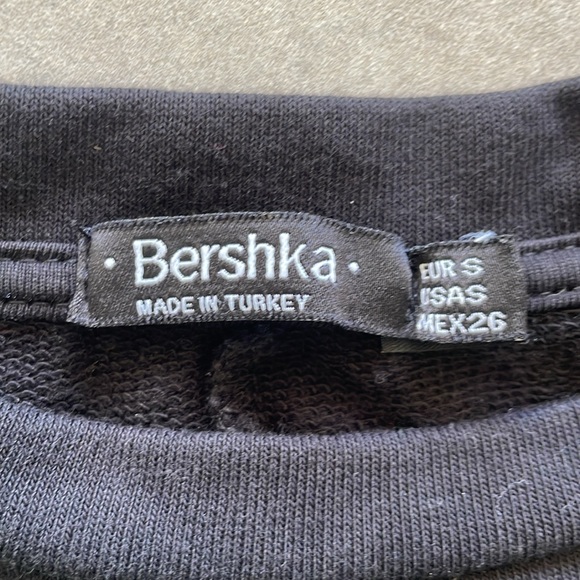 · Bershka ·
MADE IN TURKEY
EUR S
USA S
MEX 26